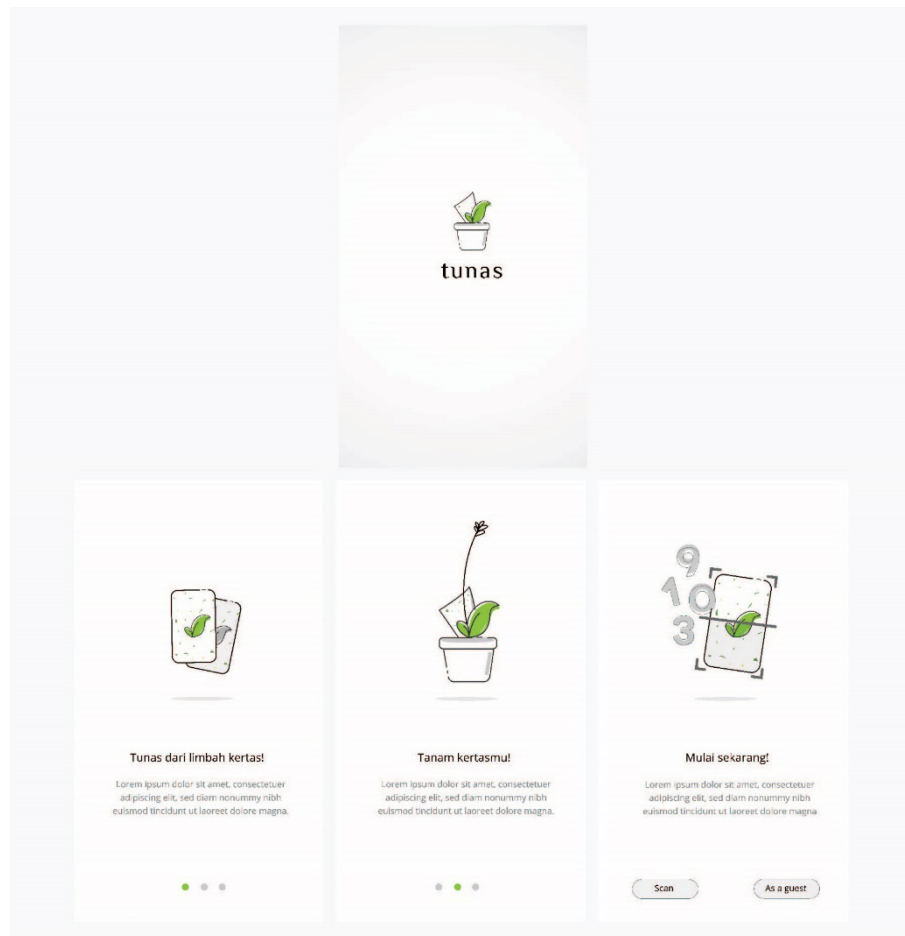 tunas
Tunas dari limbah kertas!
Lorem ipsum dolor sit amet, consectetuer
adipiscing elit, sed diam nonummy nibh
euismod tincidunt ut laoreet dolore magna.
Tanam kertasmu!
Lorem ipsum dolor sit amet, consectetuer
adipiscing elit, sed diam nonummy nibh
euismod tincidunt ut laoreet dolore magna.
9
10
3
Mulai sekarang!
Lorem ipsum dolor sit amet, consectetuer
adipiscing elit, sed diam nonummy nibh
euismod tincidunt ut laoreet dolore magna
Scan
As a guest